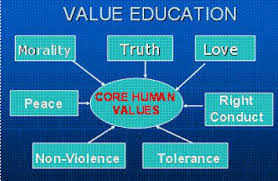 VALUE EDUCATION
Morality
Truth
Love
Peace
CORE HUMAN
VALUES
Right
Conduct
Non-Violence
Tolerance